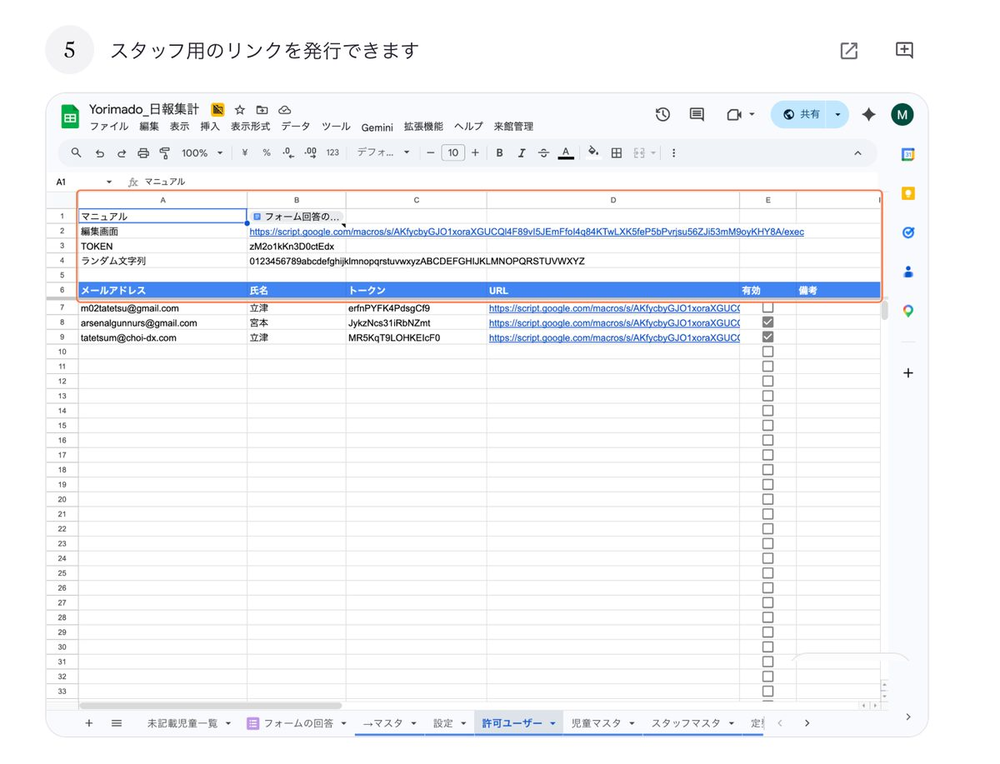 5 スタッフ用のリンクを発行できます
Yorimado_日報集計
ファイル 編集 表示 挿入 表示形式 データ ツール Gemini 拡張機能 ヘルプ 来館管理
共有 M
100% ¥ % .0 .00 123 デフォ... 10 B I A
31
A1 fx マニュアル
A B C D E
1 マニュアル フォーム回答の...
2 編集画面 https://script.google.com/macros/s/AKfycbyGJO1xoraXGUCQl4F89vI5JEmFfoI4q84KTwLXK5feP5bPvrjsu56ZJi53mM9oyKHY8A/exec
3 TOKEN zM2o1kKn3D0ctEdx
4 ランダム文字列 0123456789abcdefghijklmnopqrstuvwxyzABCDEFGHIJKLMNOPQRSTUVWXYZ
5
6 メールアドレス 氏名 トークン URL 有効 備考
7 m02tatetsu@gmail.com 立津 erfnPYFK4PdsgCf9 https://script.google.com/macros/s/AKfycbyGJO1xoraXGUC
8 arsenalgunnurs@gmail.com 宮本 JykzNcs31iRbNZmt https://script.google.com/macros/s/AKfycbyGJO1xoraXGUC
9 tatetsum@choi-dx.com 立津 MR5KqT9LOHKEIcF0 https://script.google.com/macros/s/AKfycbyGJO1xoraXGUC
10
11
12
13
14
15
16
17
18
19
20
21
22
23
24
25
26
27
28
29
30
31
32
33
未記載児童一覧 フォームの回答 →マスタ 設定 許可ユーザー 児童マスタ スタッフマスタ